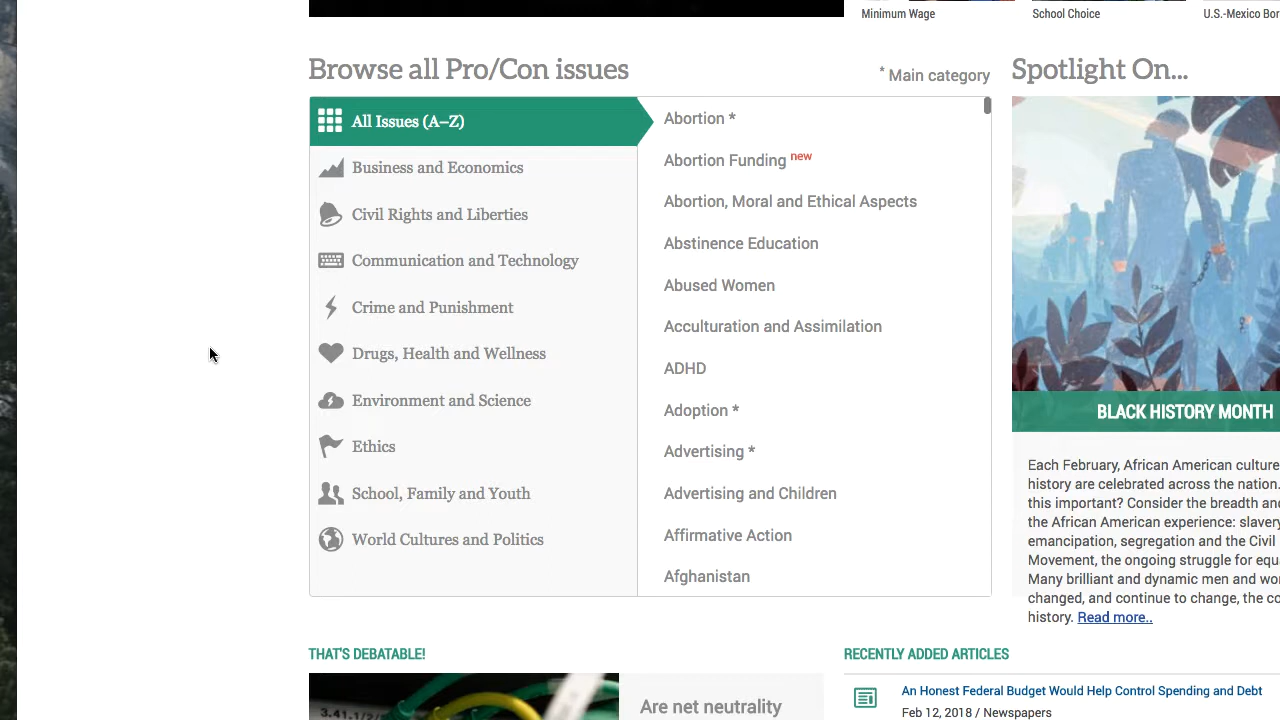 Minimum Wage
School Choice
U.S.-Mexico Bor
Browse all Pro/Con issues
* Main category
All Issues (A–Z)
Business and Economics
Civil Rights and Liberties
Communication and Technology
Crime and Punishment
Drugs, Health and Wellness
Environment and Science
Ethics
School, Family and Youth
World Cultures and Politics
Abortion *
Abortion Funding new
Abortion, Moral and Ethical Aspects
Abstinence Education
Abused Women
Acculturation and Assimilation
ADHD
Adoption *
Advertising *
Advertising and Children
Affirmative Action
Afghanistan
Spotlight On...
BLACK HISTORY MONTH
Each February, African American culture
history are celebrated across the nation.
this important? Consider the breadth and
the African American experience: slavery
emancipation, segregation and the Civil
Movement, the ongoing struggle for equa
Many brilliant and dynamic men and wo
changed, and continue to change, the co
history. Read more..
THAT'S DEBATABLE!
3.41.1/2
Are net neutrality
RECENTLY ADDED ARTICLES
An Honest Federal Budget Would Help Control Spending and Debt
Feb 12, 2018 / Newspapers